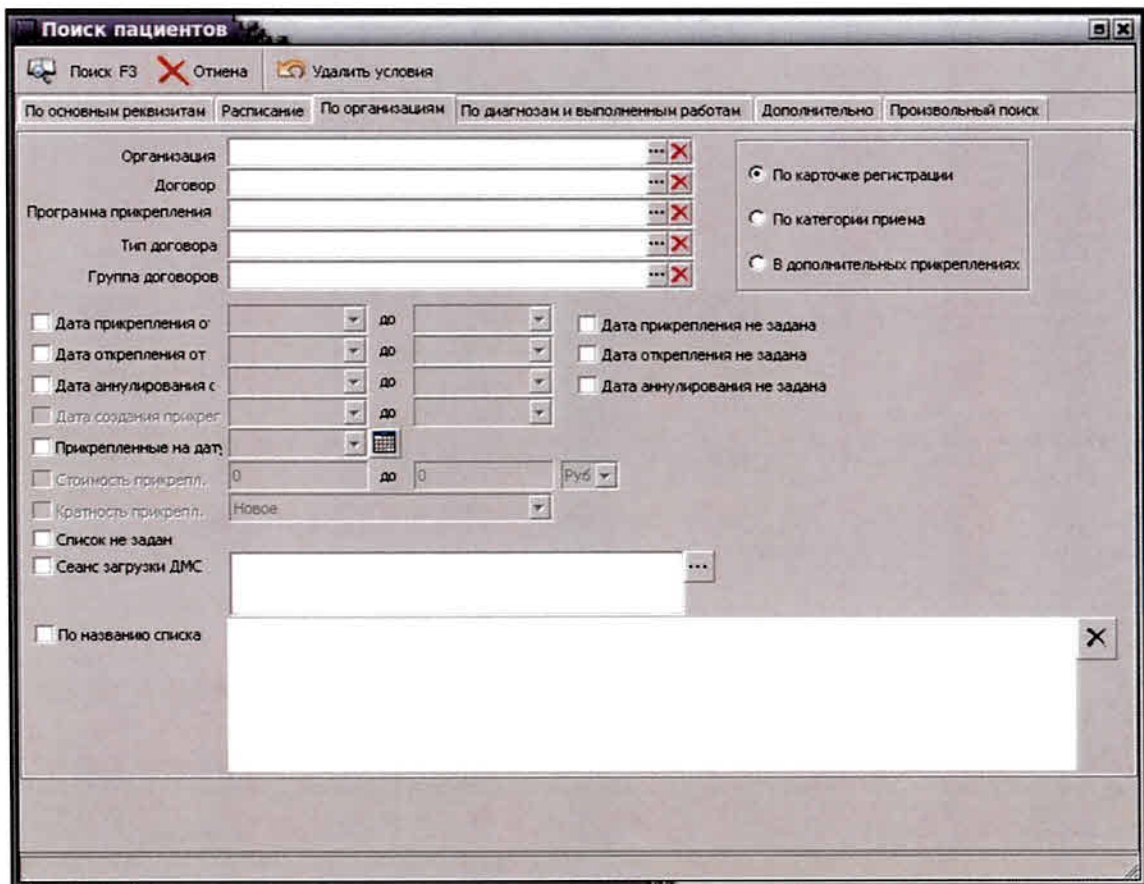 Поиск пациентов
Поиск F3 Отмена Удалить условия
По основным реквизитам Расписание По организациям По диагнозам и выполненным работам Дополнительно Произвольный поиск
Организация
Договор
По карточке регистрации
Программа прикрепления
По категории приема
Тип договора
В дополнительных прикреплениях
Группа договоров
Дата прикрепления от до Дата прикрепления не задана
Дата открепления от до Дата открепления не задана
Дата аннулирования о до Дата аннулирования не задана
Дата создания прикреп до
Прикрепленные на дату
Стоимость прикрепл. 0 до 0 Руб
Кратность прикрепл. Новое
Список не задан
Сеанс загрузки ДМС ...
По названию списка